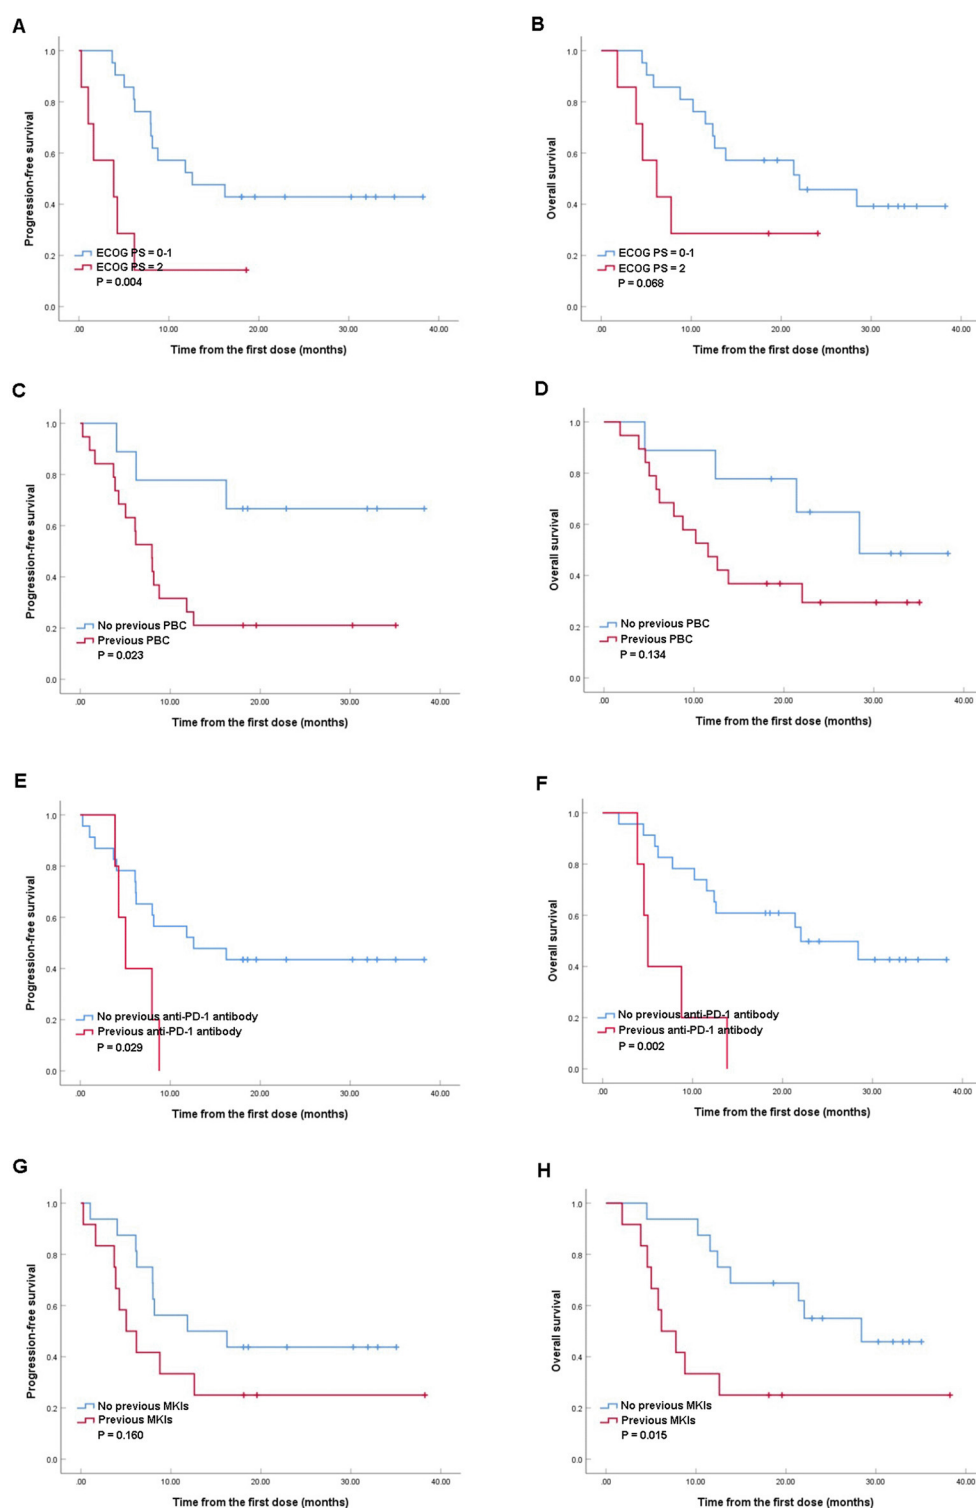 A
Progression-free survival
1.0
0.8
0.6
0.4
0.2
0.0
ECOG PS = 0-1
ECOG PS = 2
P = 0.004
.00 10.00 20.00 30.00 40.00
Time from the first dose (months)
B
Overall survival
1.0
0.8
0.6
0.4
0.2
0.0
ECOG PS = 0-1
ECOG PS = 2
P = 0.068
.00 10.00 20.00 30.00 40.00
Time from the first dose (months)
C
Progression-free survival
1.0
0.8
0.6
0.4
0.2
0.0
No previous PBC
Previous PBC
P = 0.023
.00 10.00 20.00 30.00 40.00
Time from the first dose (months)
D
Overall survival
1.0
0.8
0.6
0.4
0.2
0.0
No previous PBC
Previous PBC
P = 0.134
.00 10.00 20.00 30.00 40.00
Time from the first dose (months)
E
Progression-free survival
1.0
0.8
0.6
0.4
0.2
0.0
No previous anti-PD-1 antibody
Previous anti-PD-1 antibody
P = 0.029
.00 10.00 20.00 30.00 40.00
Time from the first dose (months)
F
Overall survival
1.0
0.8
0.6
0.4
0.2
0.0
No previous anti-PD-1 antibody
Previous anti-PD-1 antibody
P = 0.002
.00 10.00 20.00 30.00 40.00
Time from the first dose (months)
G
Progression-free survival
1.0
0.8
0.6
0.4
0.2
0.0
No previous MKIs
Previous MKIs
P = 0.160
.00 10.00 20.00 30.00 40.00
Time from the first dose (months)
H
Overall survival
1.0
0.8
0.6
0.4
0.2
0.0
No previous MKIs
Previous MKIs
P = 0.015
.00 10.00 20.00 30.00 40.00
Time from the first dose (months)